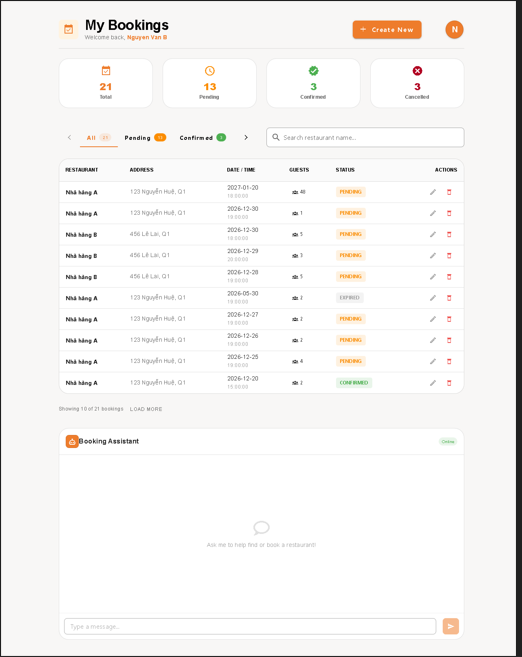 My Bookings
Welcome back, Nguyen Van B
+ Create New
N
21
Total
13
Pending
3
Confirmed
3
Cancelled
All 21
Pending 13
Confirmed 3
Search restaurant name...
RESTAURANT ADDRESS DATE / TIME GUESTS STATUS ACTIONS
Nhà hàng A 123 Nguyễn Huệ, Q1 2027-01-20 19:00:00 40 PENDING
Nhà hàng A 123 Nguyễn Huệ, Q1 2026-12-30 19:00:00 1 PENDING
Nhà hàng B 456 Lê Lai, Q1 2026-12-30 19:00:00 5 PENDING
Nhà hàng B 456 Lê Lai, Q1 2026-12-29 20:00:00 3 PENDING
Nhà hàng B 456 Lê Lai, Q1 2026-12-28 19:00:00 5 PENDING
Nhà hàng A 123 Nguyễn Huệ, Q1 2026-05-30 19:00:00 2 EXPIRED
Nhà hàng A 123 Nguyễn Huệ, Q1 2026-12-27 19:00:00 2 PENDING
Nhà hàng A 123 Nguyễn Huệ, Q1 2026-12-26 19:00:00 2 PENDING
Nhà hàng A 123 Nguyễn Huệ, Q1 2026-12-25 19:00:00 4 PENDING
Nhà hàng A 123 Nguyễn Huệ, Q1 2026-12-20 19:00:00 2 CONFIRMED
Showing 10 of 21 bookings LOAD MORE
Booking Assistant Online
Ask me to help find or book a restaurant!
Type a message...